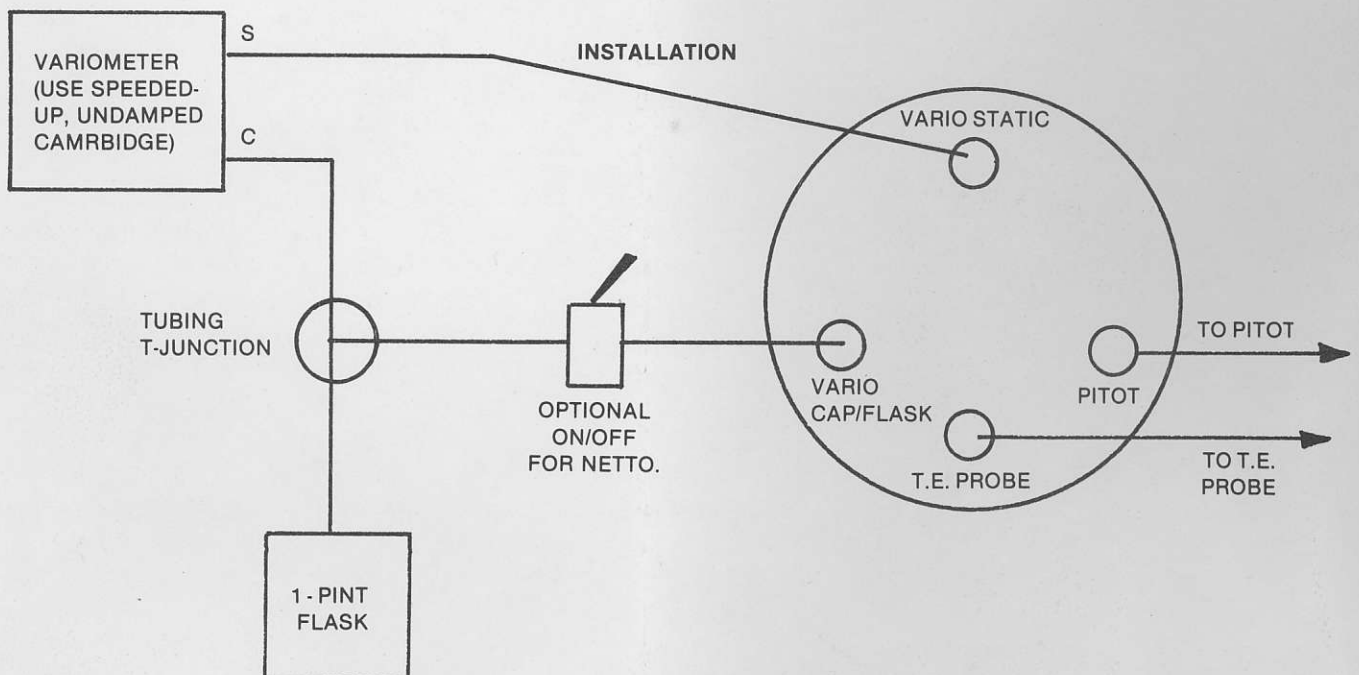 INSTALLATION
S
VARIOMETER
(USE SPEEDED-
UP, UNDAMPED
CAMRBIDGE)
C
VARIO STATIC
TUBING
T-JUNCTION
OPTIONAL
ON/OFF
FOR NETTO.
VARIO
CAP/FLASK
PITOT
TO PITOT
T.E. PROBE
TO T.E.
PROBE
1 - PINT
FLASK